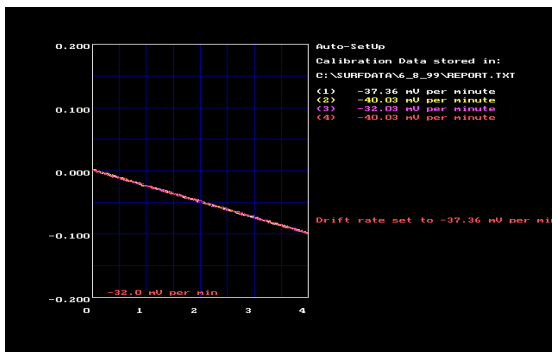 Auto-SetUp
Calibration Data stored in:
C:\SURFDATA\6_8_99\REPORT.TXT
(1) -37.36 mV per minute
(2) -40.03 mV per minute
(3) -32.03 mV per minute
(4) -40.03 mV per minute
Drift rate set to -37.36 mV per min
0.200
0.100
0.000
-0.100
-0.200
-32.0 mV per min
0 1 2 3 4